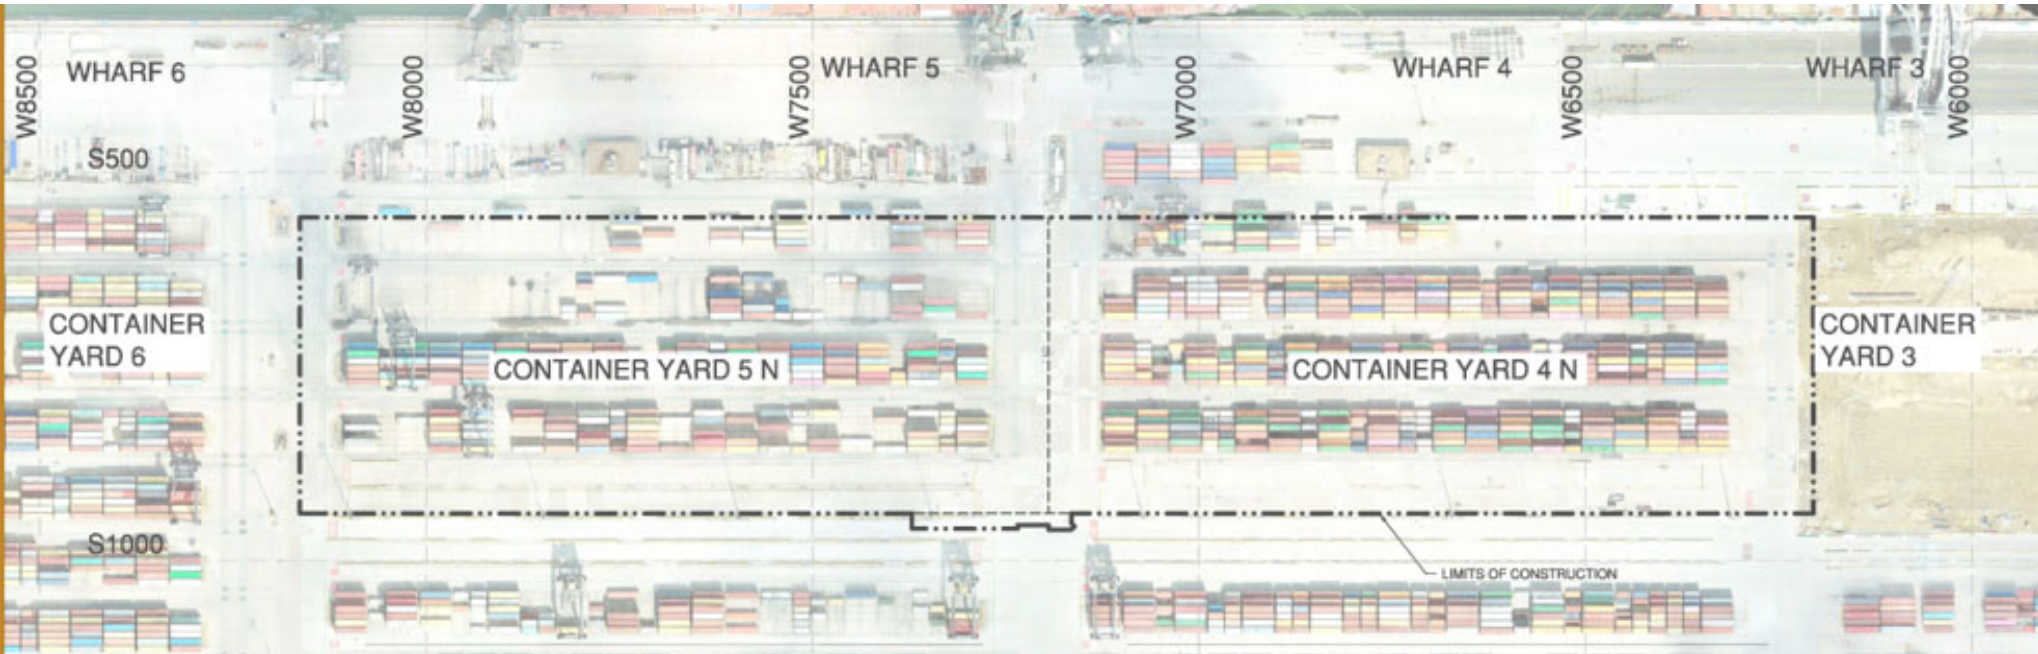 WHARF 6
WHARF 5
WHARF 4
WHARF 3
W8500
W8000
W7500
W7000
W6500
W6000
S500
CONTAINER
YARD 6
CONTAINER YARD 5 N
CONTAINER YARD 4 N
CONTAINER
YARD 3
S1000
LIMITS OF CONSTRUCTION